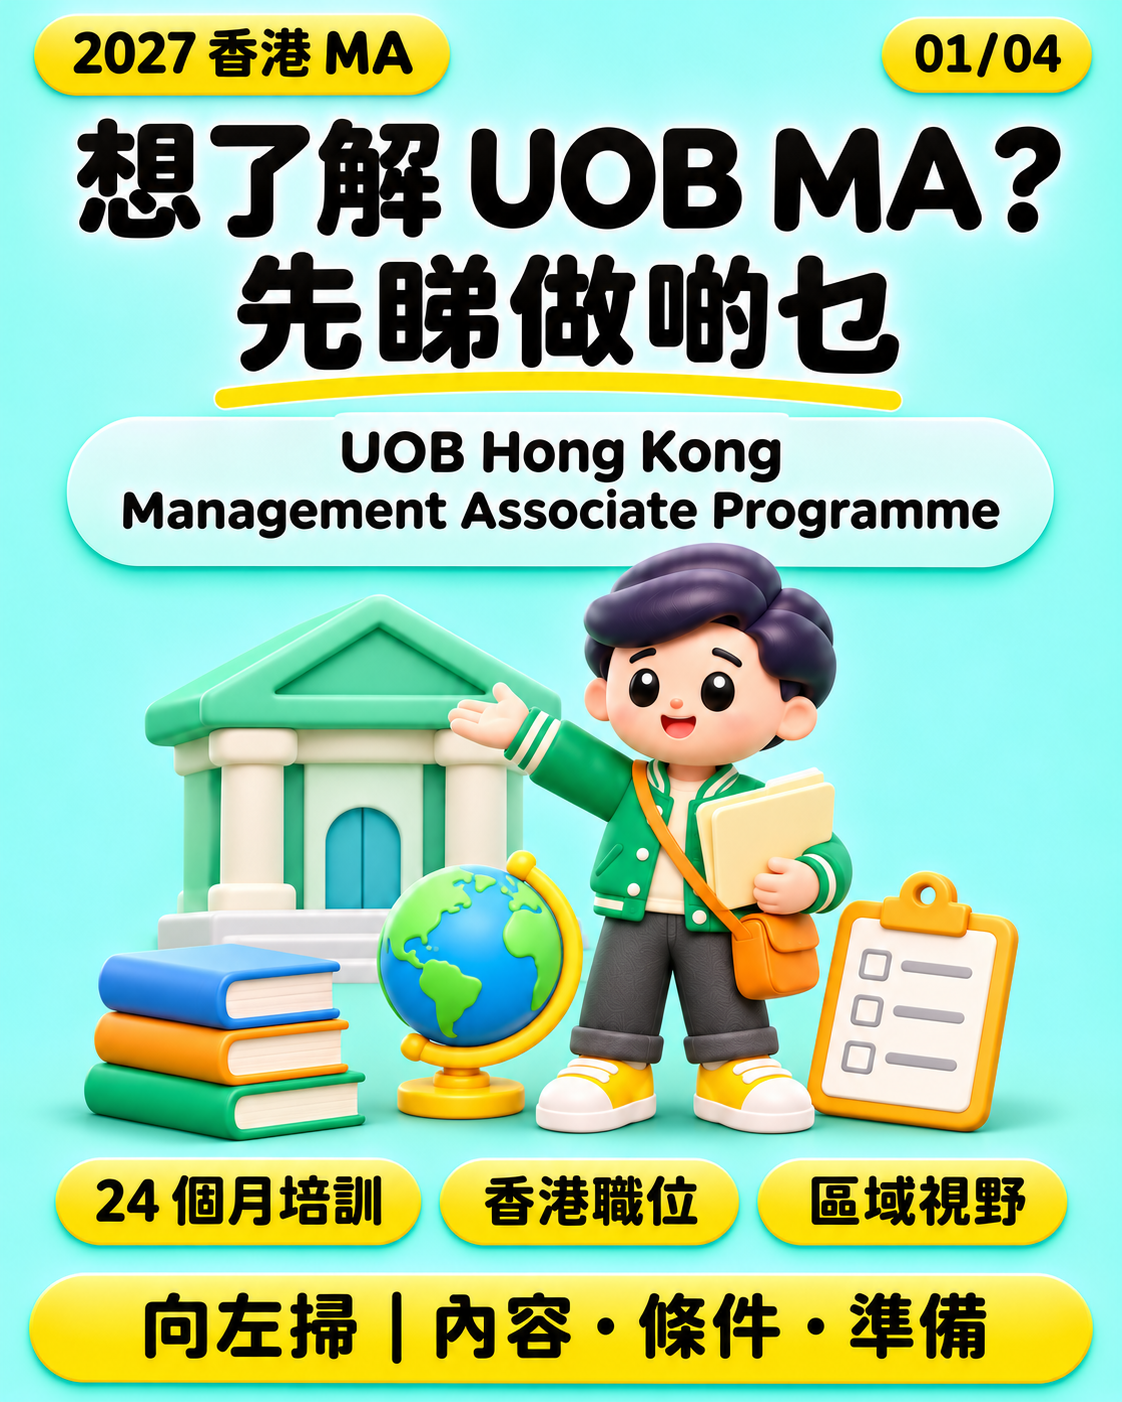 2027 香港 MA
01/04
想了解 UOB MA?
先睇做啲乜
UOB Hong Kong
Management Associate Programme
24 個月培訓
香港職位
區域視野
向左掃 | 內容・條件・準備